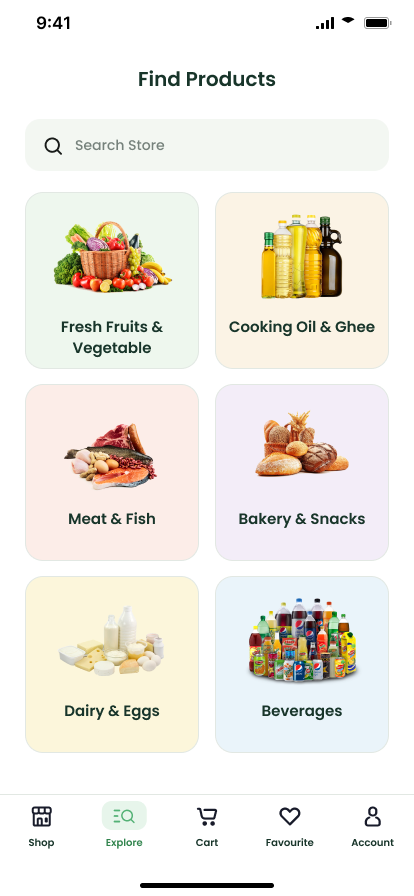 9:41
Find Products
Search Store
Fresh Fruits &
Vegetable
Cooking Oil & Ghee
Meat & Fish
Bakery & Snacks
Dairy & Eggs
Beverages
Shop
Explore
Cart
Favourite
Account